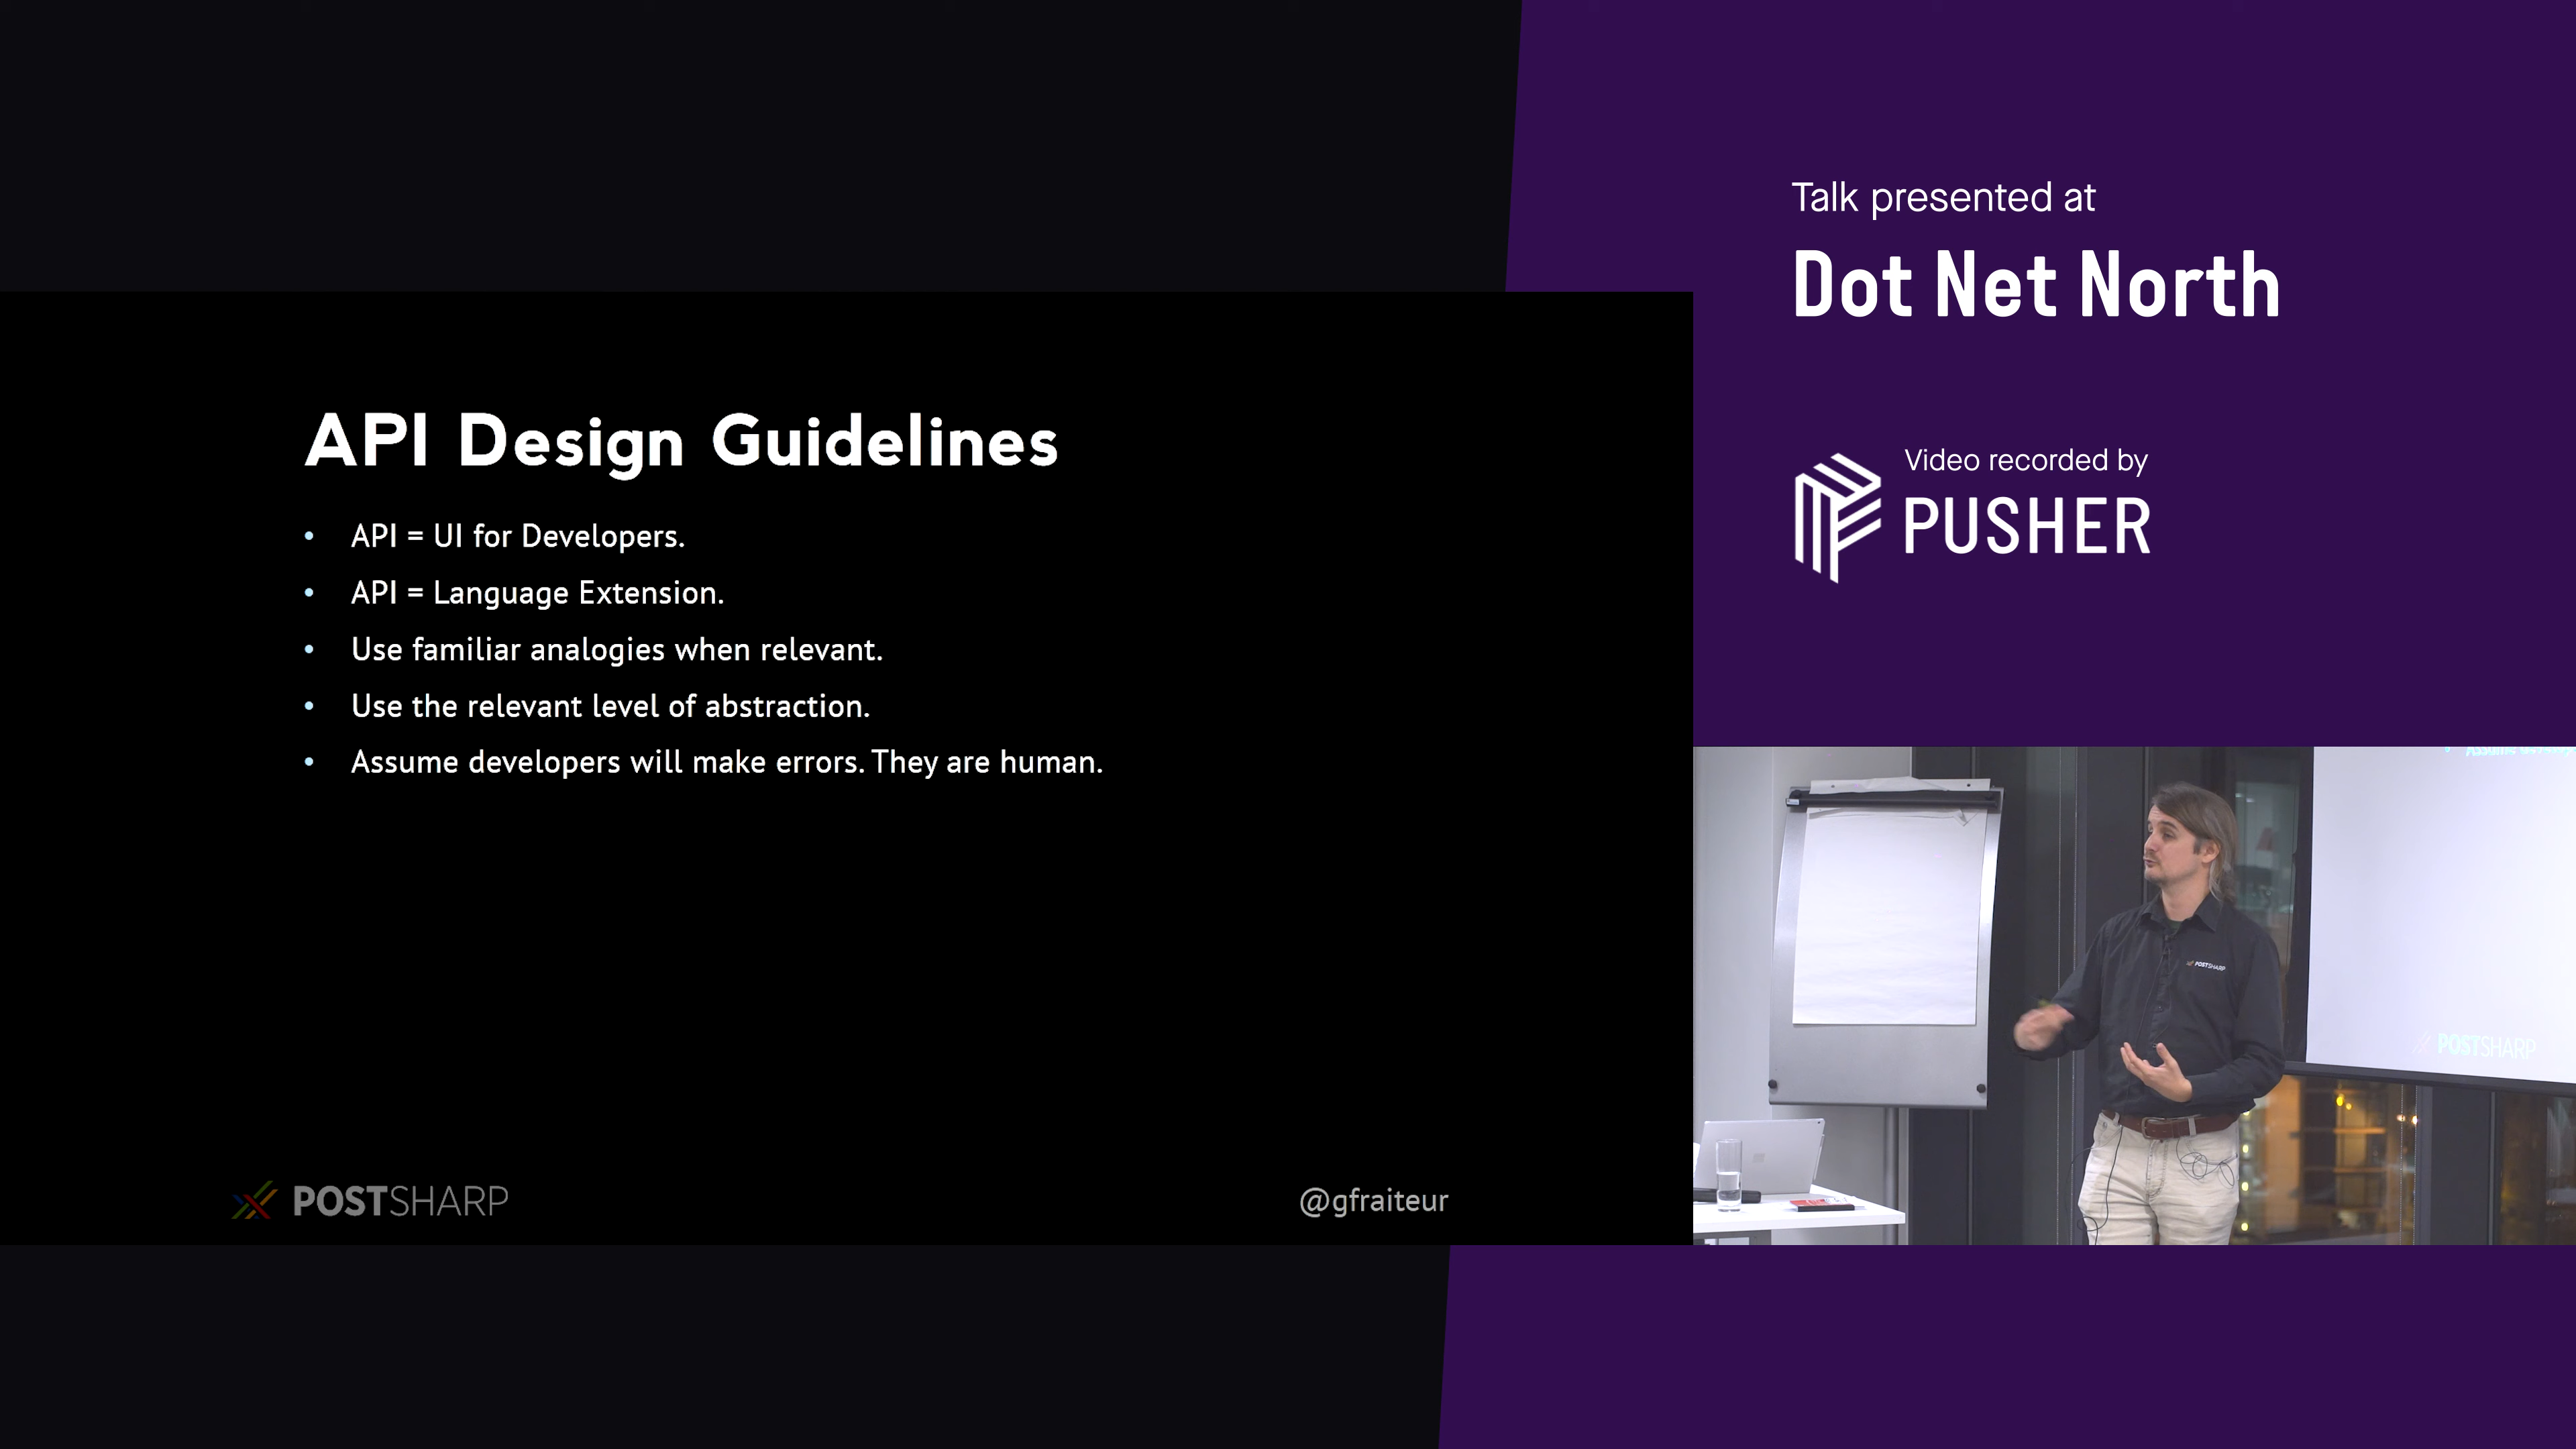 API Design Guidelines
• API = UI for Developers.
• API = Language Extension.
• Use familiar analogies when relevant.
• Use the relevant level of abstraction.
• Assume developers will make errors. They are human.
POSTSHARP
@gfraiteur
Talk presented at
Dot Net North
Video recorded by
PUSHER
POSTSHARP
POSTSHARP